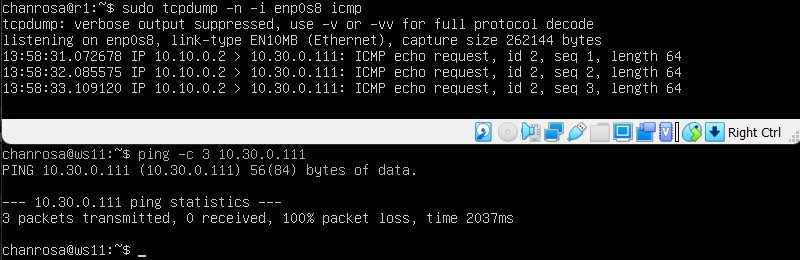 chanrosa@r1:~$ sudo tcpdump -n -i enp0s8 icmp
tcpdump: verbose output suppressed, use -v or -vv for full protocol decode
listening on enp0s8, link-type EN10MB (Ethernet), capture size 262144 bytes
13:58:31.072678 IP 10.10.0.2 > 10.30.0.111: ICMP echo request, id 2, seq 1, length 64
13:58:32.085575 IP 10.10.0.2 > 10.30.0.111: ICMP echo request, id 2, seq 2, length 64
13:58:33.109120 IP 10.10.0.2 > 10.30.0.111: ICMP echo request, id 2, seq 3, length 64
Right Ctrl
chanrosa@ws11:~$ ping -c 3 10.30.0.111
PING 10.30.0.111 (10.30.0.111) 56(84) bytes of data.
--- 10.30.0.111 ping statistics ---
3 packets transmitted, 0 received, 100% packet loss, time 2037ms
chanrosa@ws11:~$ _